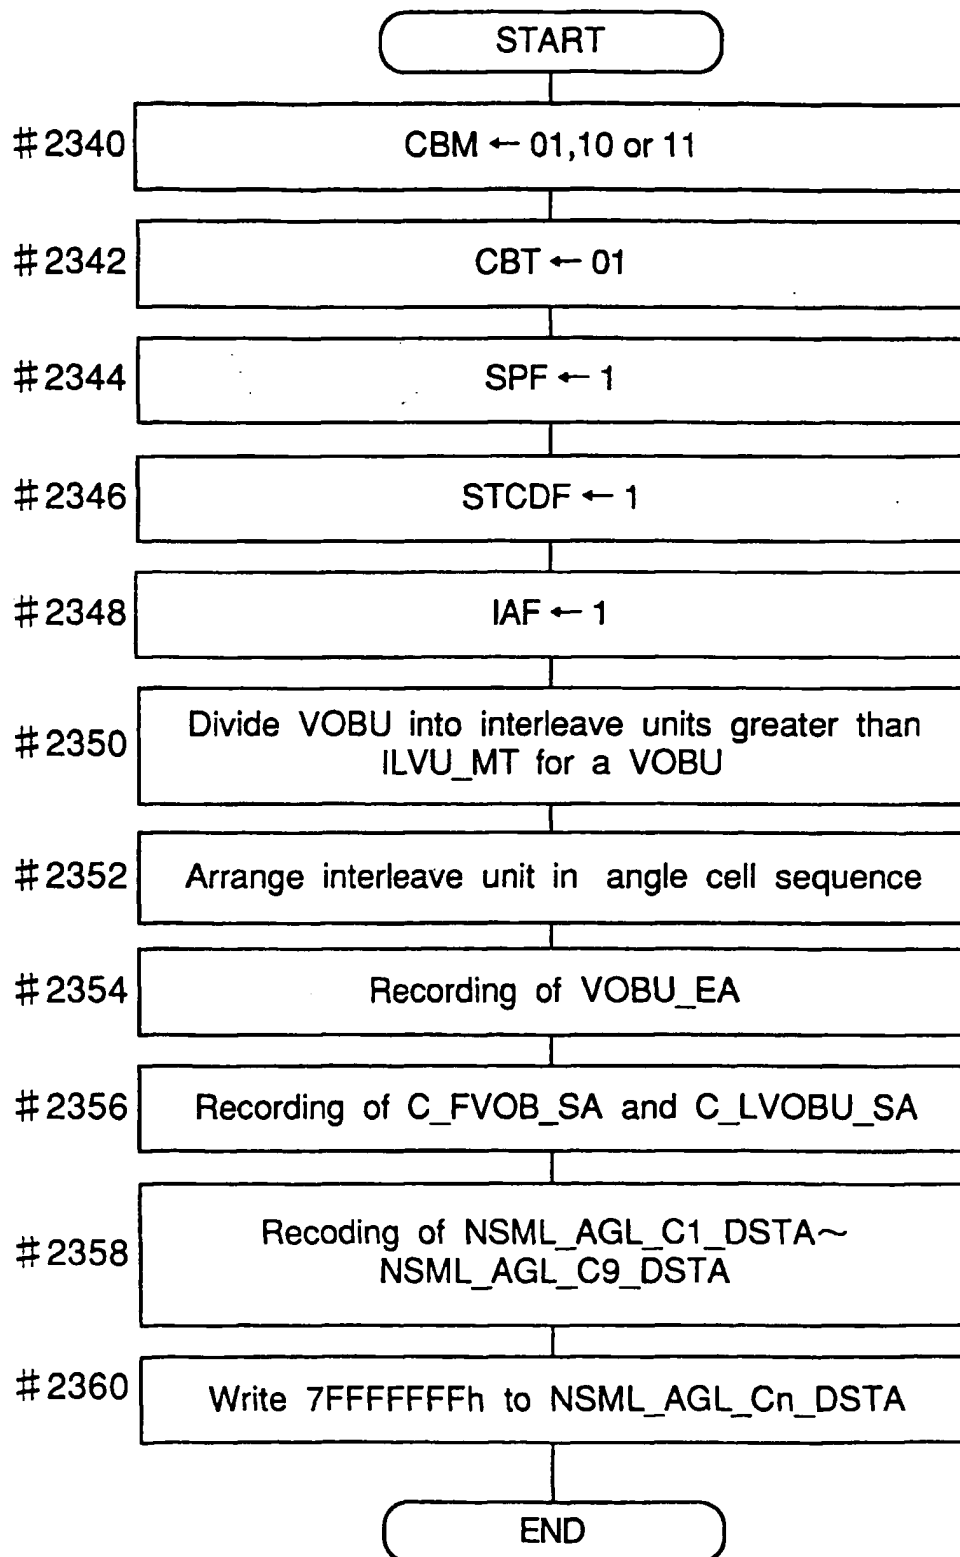 START
#2340 CBM ← 01,10 or 11
#2342 CBT ← 01
#2344 SPF ← 1
#2346 STCDF ← 1
#2348 IAF ← 1
#2350 Divide VOBU into interleave units greater than
ILVU_MT for a VOBU
#2352 Arrange interleave unit in angle cell sequence
#2354 Recording of VOBU_EA
#2356 Recording of C_FVOB_SA and C_LVOBU_SA
#2358 Recoding of NSML_AGL_C1_DSTA~
NSML_AGL_C9_DSTA
#2360 Write 7FFFFFFFh to NSML_AGL_Cn_DSTA
END